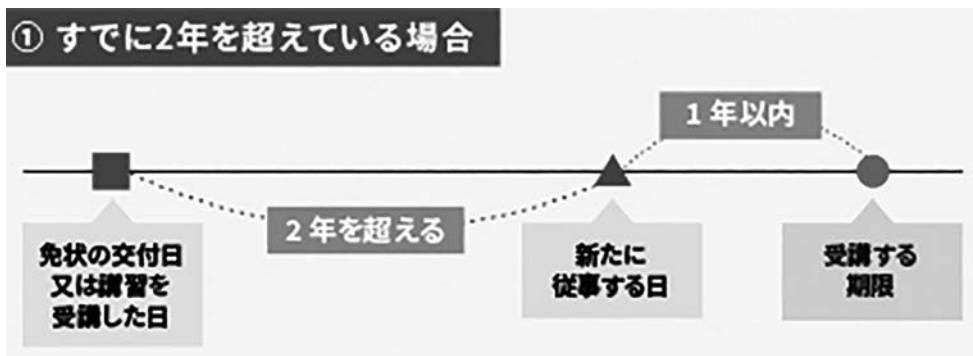 ① すでに2年を超えている場合
1年以内
2年を超える
免状の交付日
又は講習を
受講した日
新たに
従事する日
受講する
期限